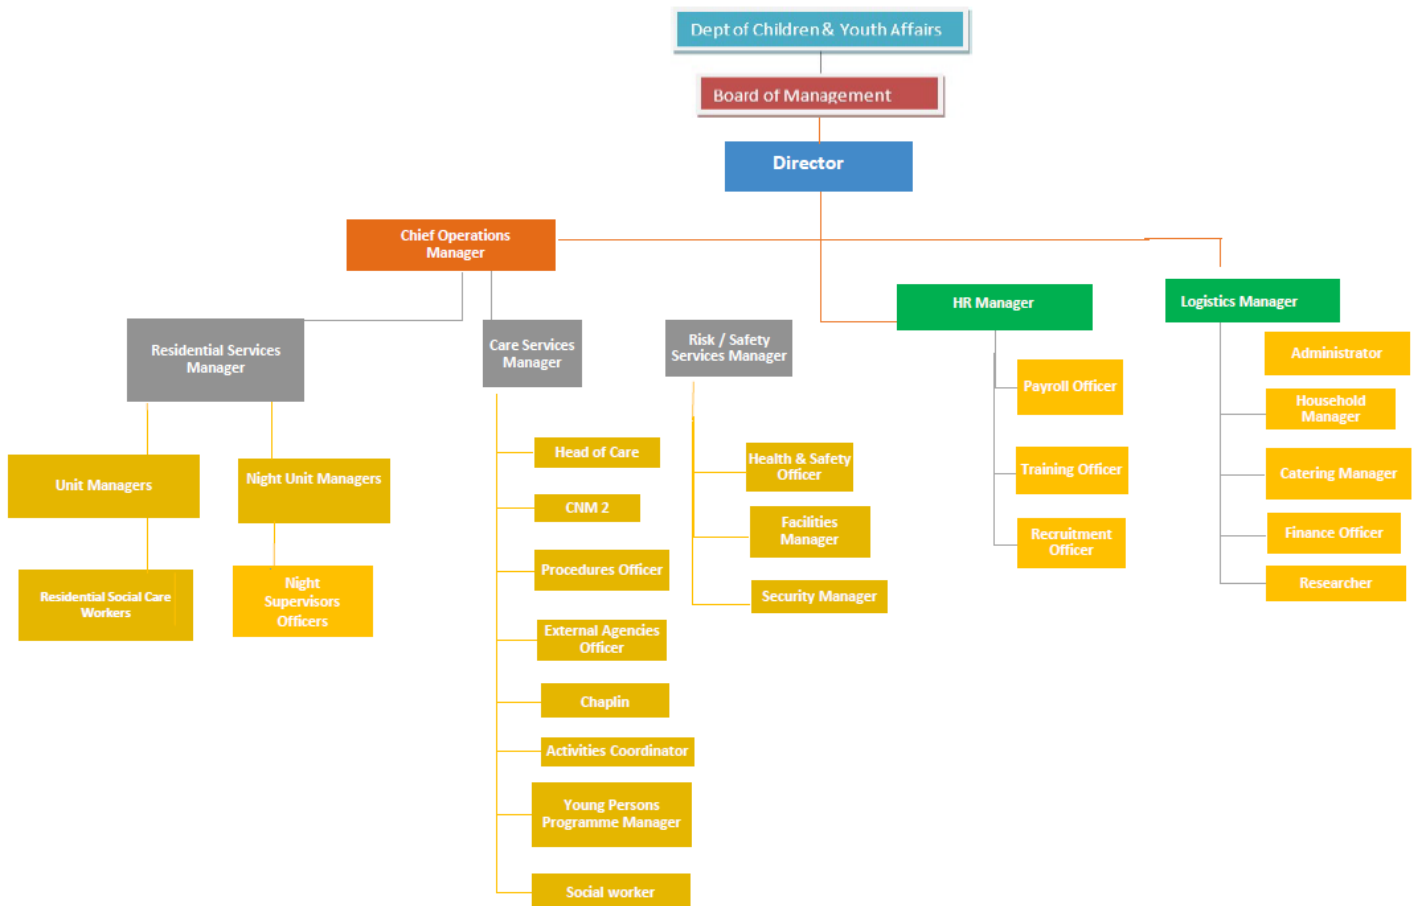 Dept of Children & Youth Affairs
Board of Management
Director
Chief Operations
Manager
HR Manager
Logistics Manager
Residential Services
Manager
Care Services
Manager
Risk / Safety
Services Manager
Administrator
Payroll Officer
Household
Manager
Head of Care
Health & Safety
Officer
Training Officer
Catering Manager
Unit Managers
Night Unit Managers
CNM 2
Facilities
Manager
Recruitment
Officer
Finance Officer
Procedures Officer
Researcher
Residential Social Care
Workers
Night
Supervisors
Officers
Security Manager
External Agencies
Officer
Chaplin
Activities Coordinator
Young Persons
Programme Manager
Social worker